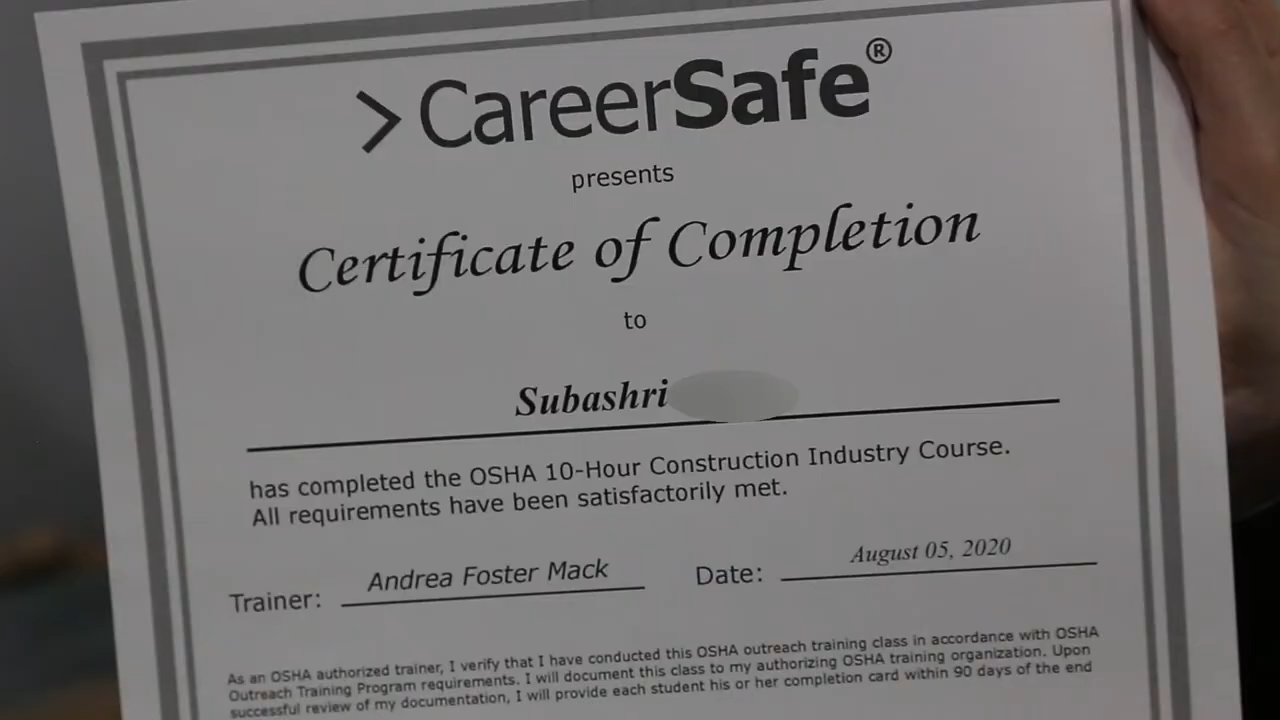 > CareerSafe®
presents
Certificate of Completion
to
Subashri
has completed the OSHA 10-Hour Construction Industry Course.
All requirements have been satisfactorily met.
Trainer: Andrea Foster Mack Date: August 05, 2020
As an OSHA authorized trainer, I verify that I have conducted this OSHA outreach training class in accordance with OSHA
Outreach Training Program requirements. I will document this class to my authorizing OSHA training organization. Upon
successful review of my documentation, I will provide each student his or her completion card within 90 days of the end